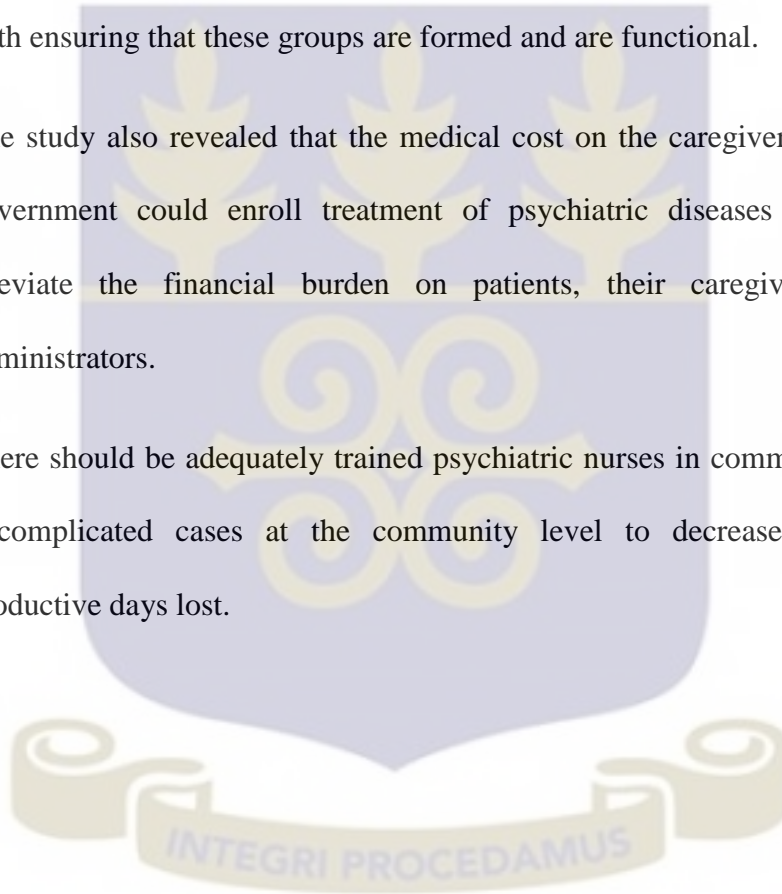 th ensuring that these groups are formed and are functional.
e study also revealed that the medical cost on the caregiver
vernment could enroll treatment of psychiatric diseases
eviate the financial burden on patients, their caregiv
ministrators.
ere should be adequately trained psychiatric nurses in comm
complicated cases at the community level to decrease
oductive days lost.
INTEGRI PROCEDAMUS